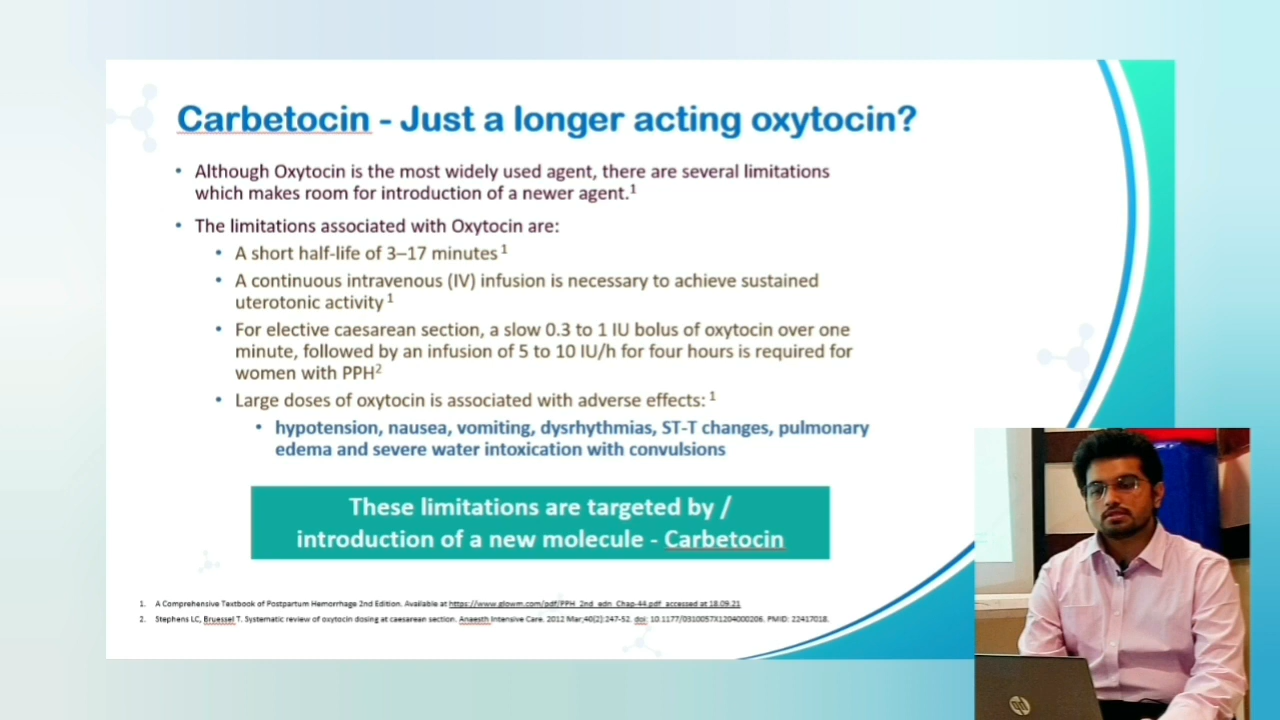 Carbetocin - Just a longer acting oxytocin?
• Although Oxytocin is the most widely used agent, there are several limitations
which makes room for introduction of a newer agent.1
• The limitations associated with Oxytocin are:
• A short half-life of 3–17 minutes 1
• A continuous intravenous (IV) infusion is necessary to achieve sustained
uterotonic activity 1
• For elective caesarean section, a slow 0.3 to 1 IU bolus of oxytocin over one
minute, followed by an infusion of 5 to 10 IU/h for four hours is required for
women with PPH2
• Large doses of oxytocin is associated with adverse effects: 1
• hypotension, nausea, vomiting, dysrhythmias, ST-T changes, pulmonary
edema and severe water intoxication with convulsions
These limitations are targeted by /
introduction of a new molecule - Carbetocin
1. A Comprehensive Textbook of Postpartum Hemorrhage 2nd Edition. Available at https://www.glowm.com/pdf/PPH_2nd_edn_Chap-44.pdf accessed at 18.09.21
2. Stephens LC, Bruessel T. Systematic review of oxytocin dosing at caesarean section. Anaesth Intensive Care. 2012 Mar;40(2):247-52. doi: 10.1177/0310057X1204000206. PMID: 22417018.
hp